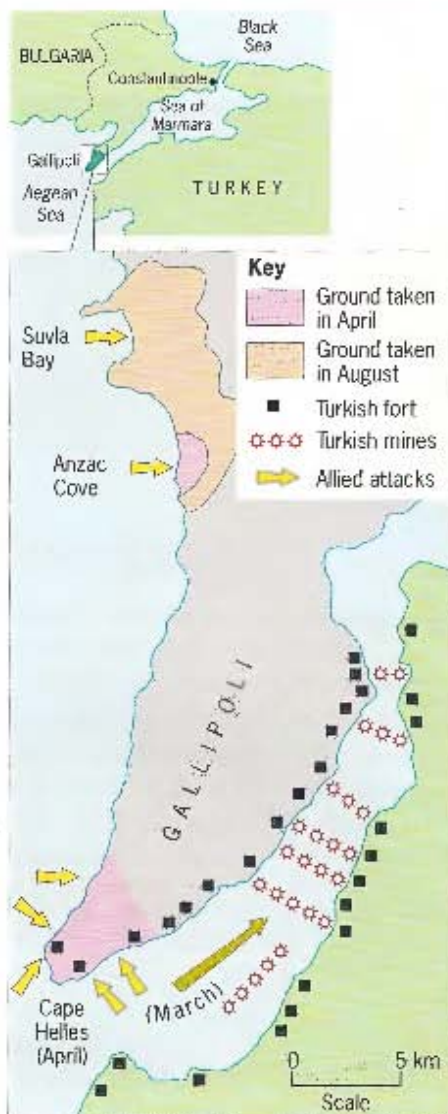 Black
Sea
BULGARIA
Constantinople
Sea of
Marmara
Gallipoli
Aegean
Sea
TURKEY
Key
Ground taken
in April
Ground taken
in August
Turkish fort
Turkish mines
Allied attacks
Suvla
Bay
Anzac
Cove
GALLIPOLI
(March)
Cape
Helles
(April)
0 5 km
Scale